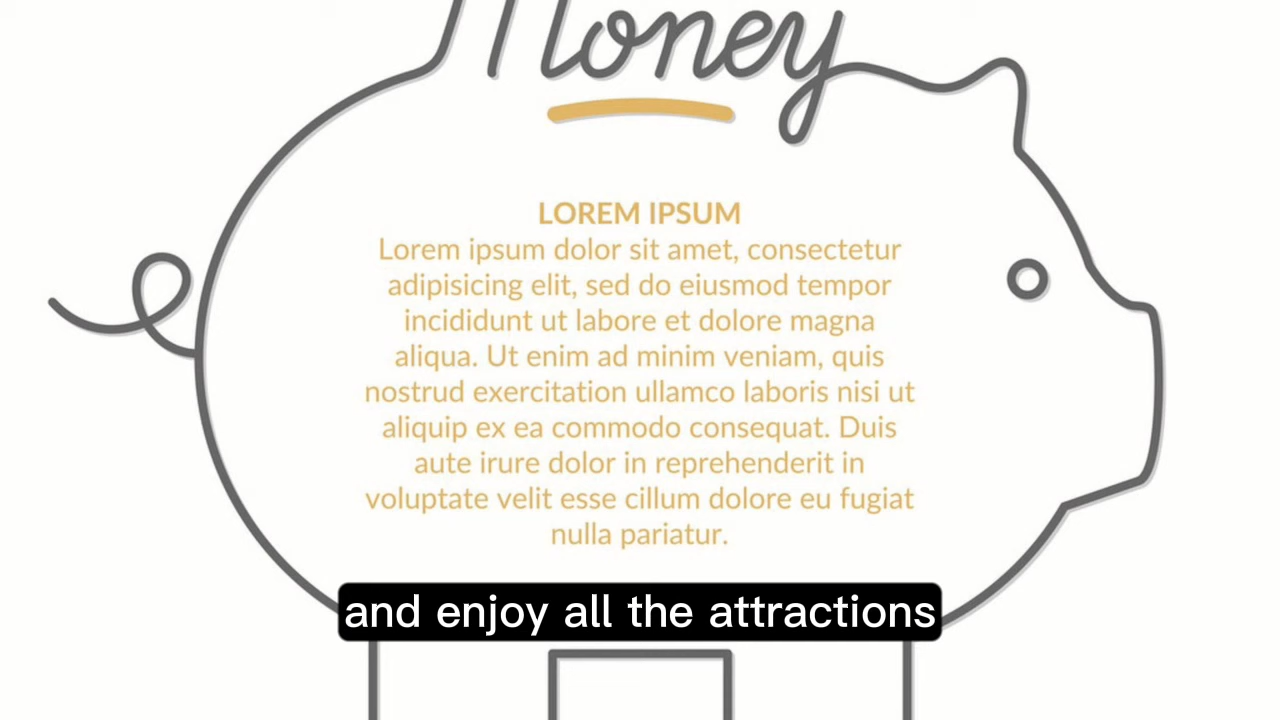 Money
LOREM IPSUM
Lorem ipsum dolor sit amet, consectetur
adipisicing elit, sed do eiusmod tempor
incididunt ut labore et dolore magna
aliqua. Ut enim ad minim veniam, quis
nostrud exercitation ullamco laboris nisi ut
aliquip ex ea commodo consequat. Duis
aute irure dolor in reprehenderit in
voluptate velit esse cillum dolore eu fugiat
nulla pariatur.
and enjoy all the attractions